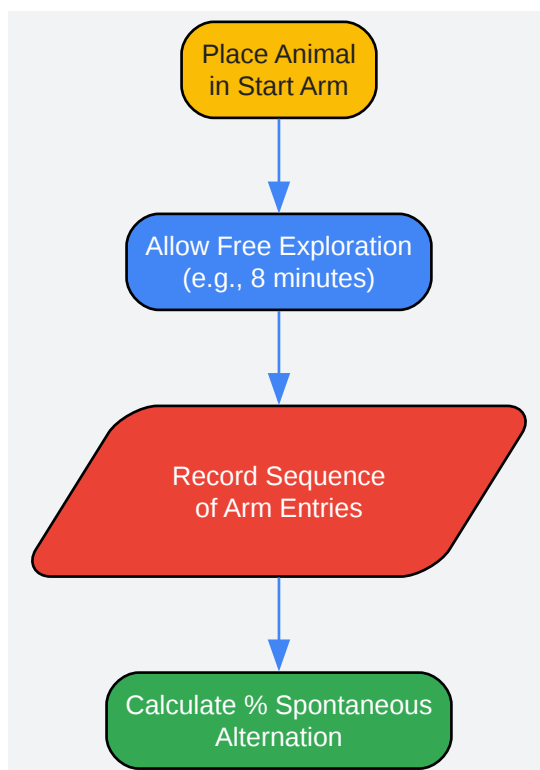 Place Animal
in Start Arm
Allow Free Exploration
(e.g., 8 minutes)
Record Sequence
of Arm Entries
Calculate % Spontaneous
Alternation